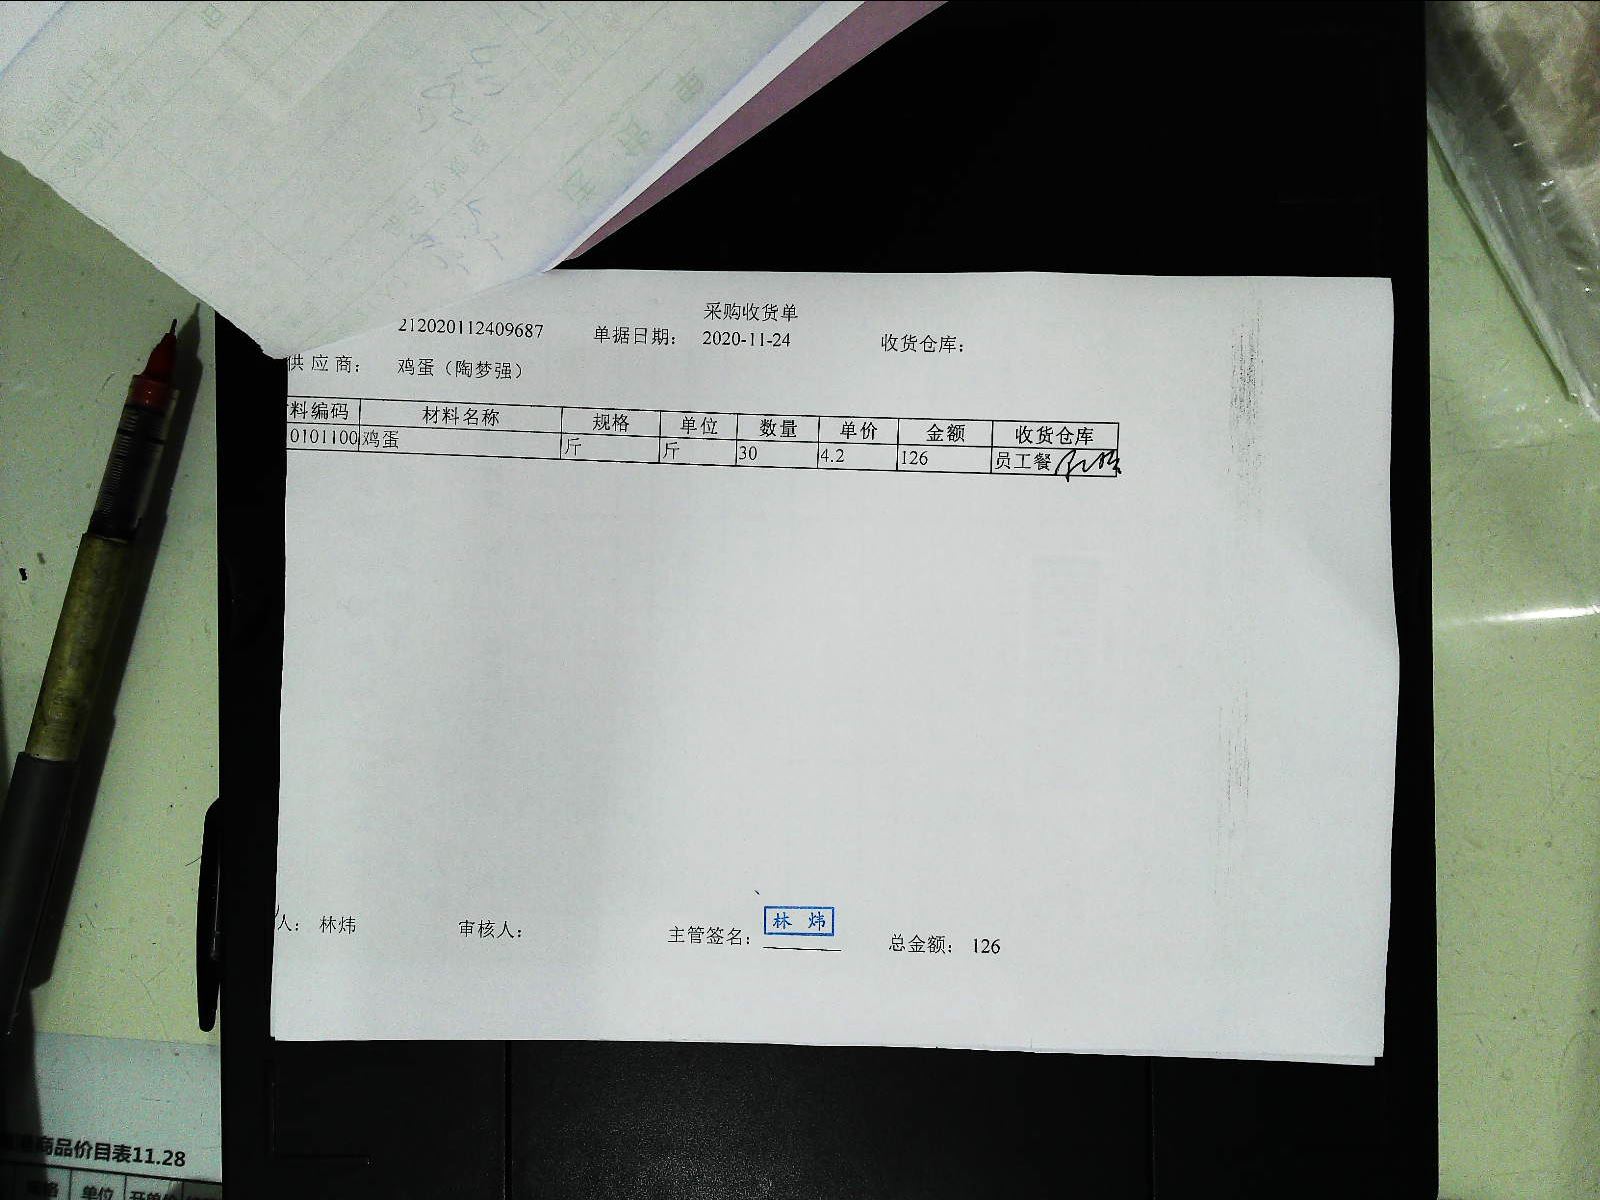 采购收货单
212020112409687 单据日期： 2020-11-24 收货仓库：
供应商： 鸡蛋（陶梦强）
料编码 材料名称 规格 单位 数量 单价 金额 收货仓库
0101100 鸡蛋 斤 斤 30 4.2 126 员工餐
人： 林炜 审核人： 主管签名： 林 炜 总金额： 126
商品价目表11.28
单位